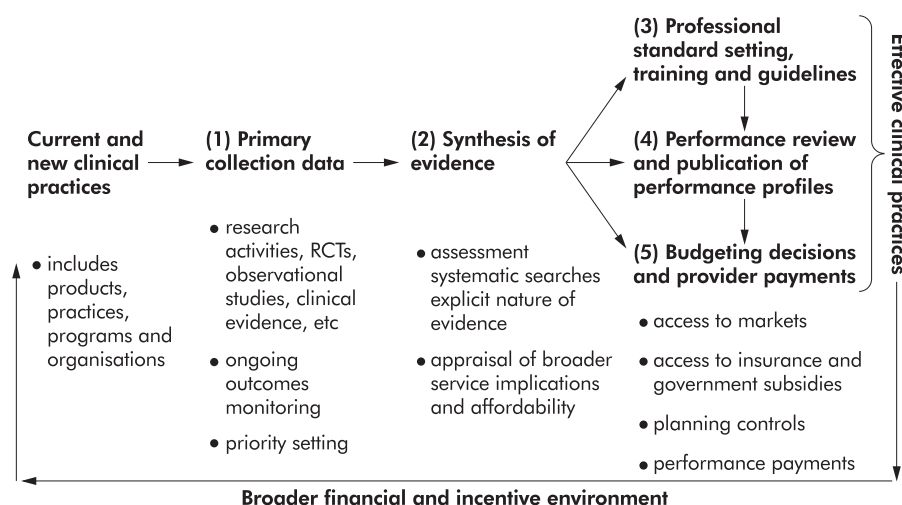 Current and
new clinical
practices
● includes
products,
practices,
programs and
organisations
(1) Primary
collection data
● research
activities, RCTs,
observational
studies, clinical
evidence, etc
● ongoing
outcomes
monitoring
● priority setting
(2) Synthesis of
evidence
● assessment
systematic searches
explicit nature of
evidence
● appraisal of broader
service implications
and affordability
(3) Professional
standard setting,
training and guidelines
(4) Performance review
and publication of
performance profiles
(5) Budgeting decisions
and provider payments
● access to markets
● access to insurance and
government subsidies
● planning controls
● performance payments
Effective clinical practices
Broader financial and incentive environment